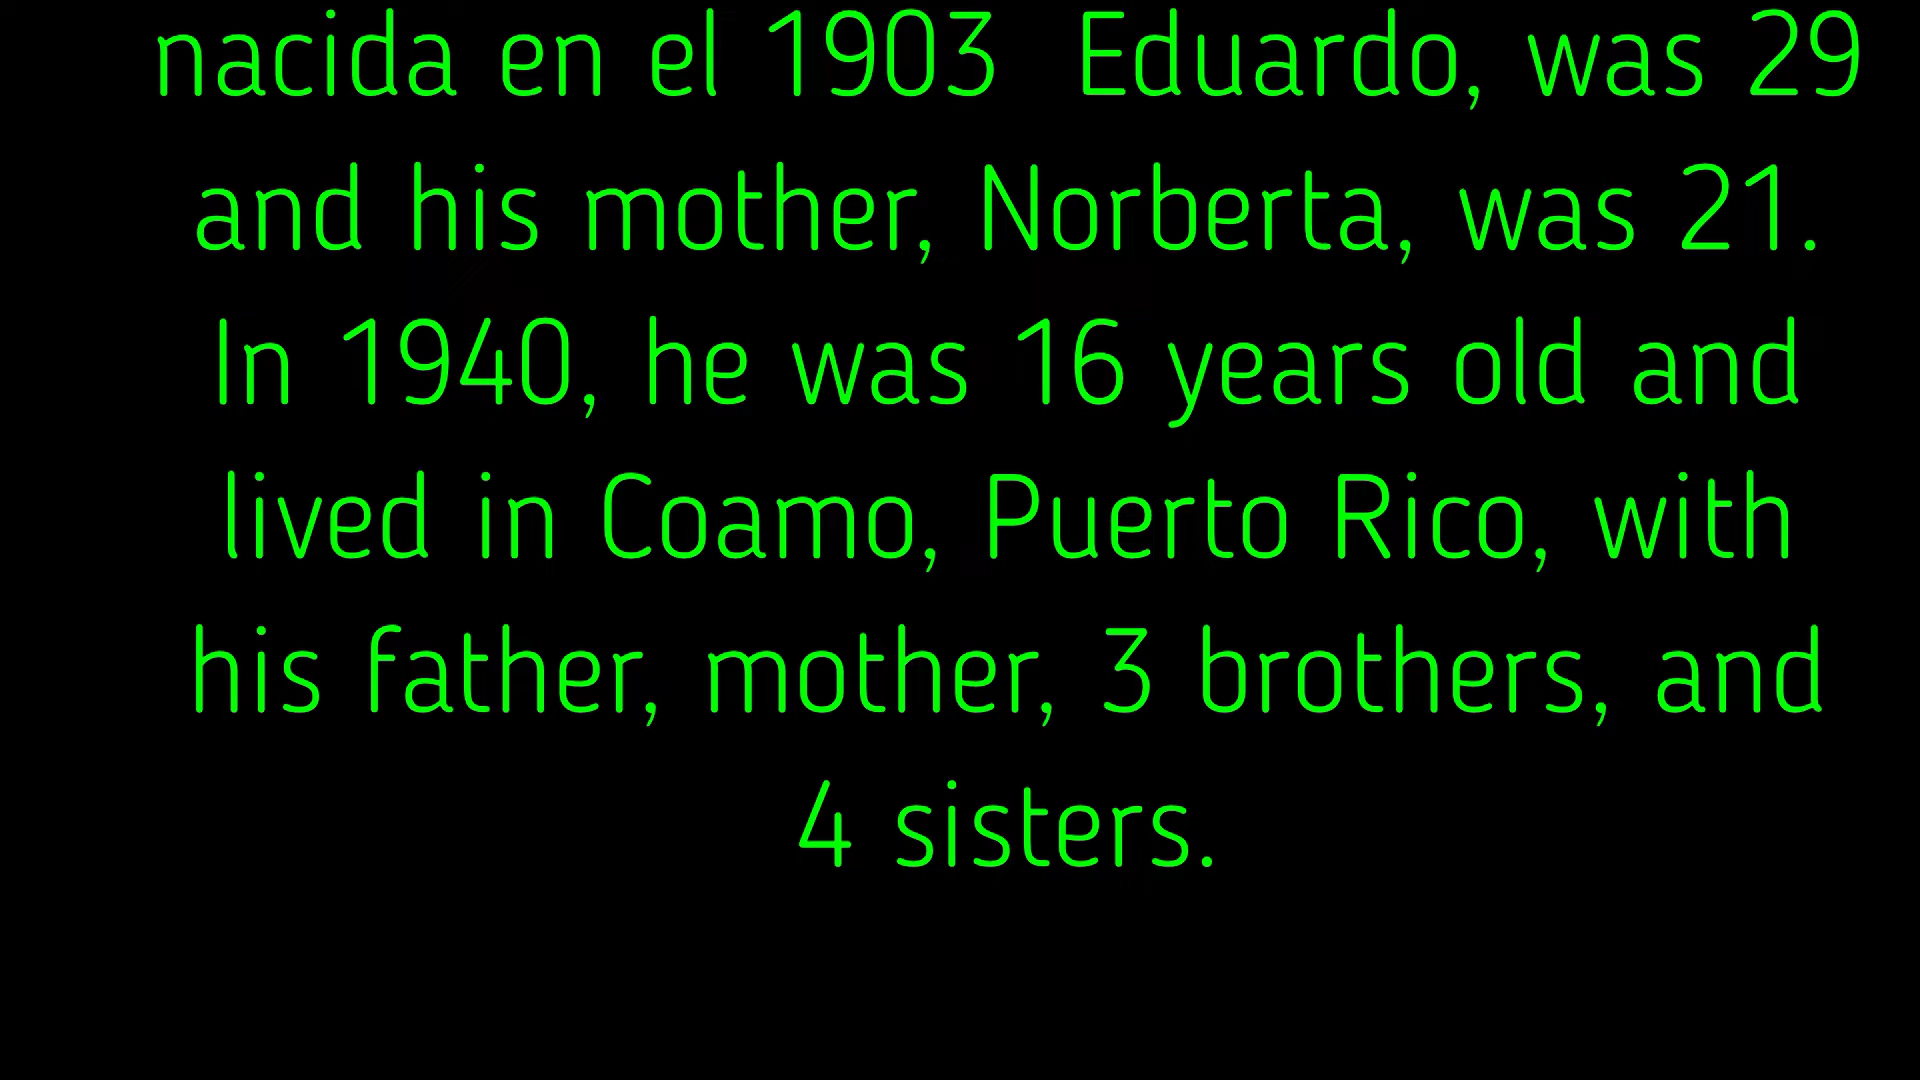 nacida en el 1903  Eduardo, was 29
and his mother, Norberta, was 21.
In 1940, he was 16 years old and
lived in Coamo, Puerto Rico, with
his father, mother, 3 brothers, and
4 sisters.